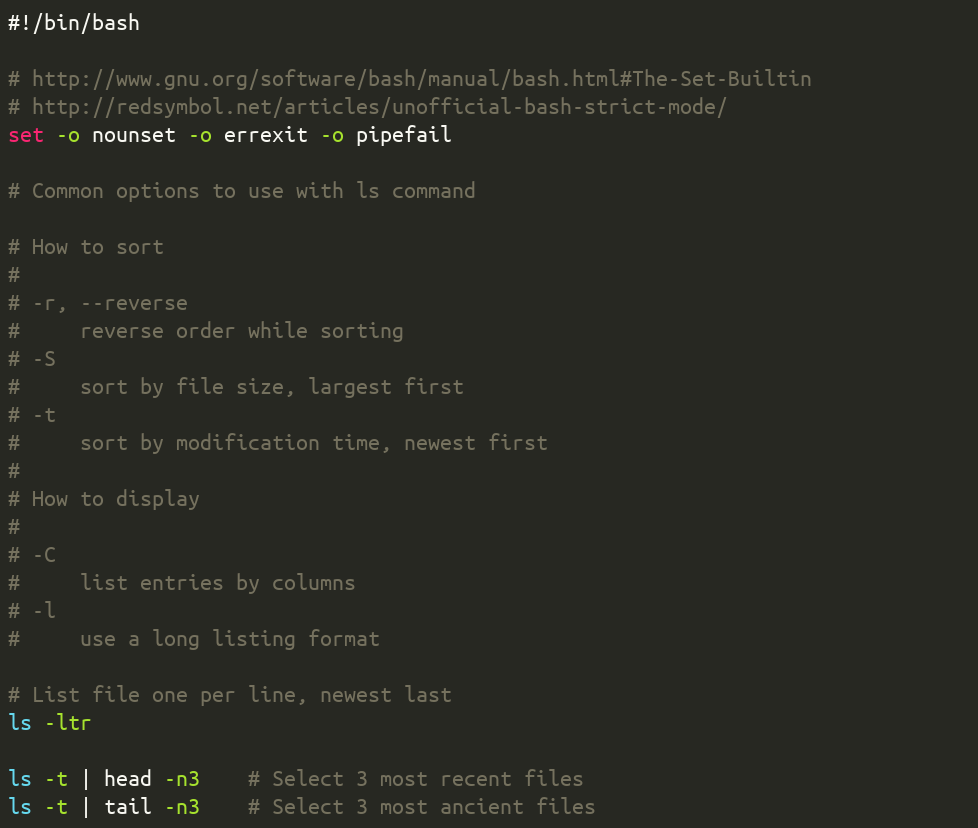 #!/bin/bash

# http://www.gnu.org/software/bash/manual/bash.html#The-Set-Builtin
# http://redsymbol.net/articles/unofficial-bash-strict-mode/
set -o nounset -o errexit -o pipefail

# Common options to use with ls command

# How to sort
#
# -r, --reverse
#     reverse order while sorting
# -S
#     sort by file size, largest first
# -t
#     sort by modification time, newest first
#
# How to display
#
# -C
#     list entries by columns
# -l
#     use a long listing format

# List file one per line, newest last
ls -ltr

ls -t | head -n3    # Select 3 most recent files
ls -t | tail -n3    # Select 3 most ancient files